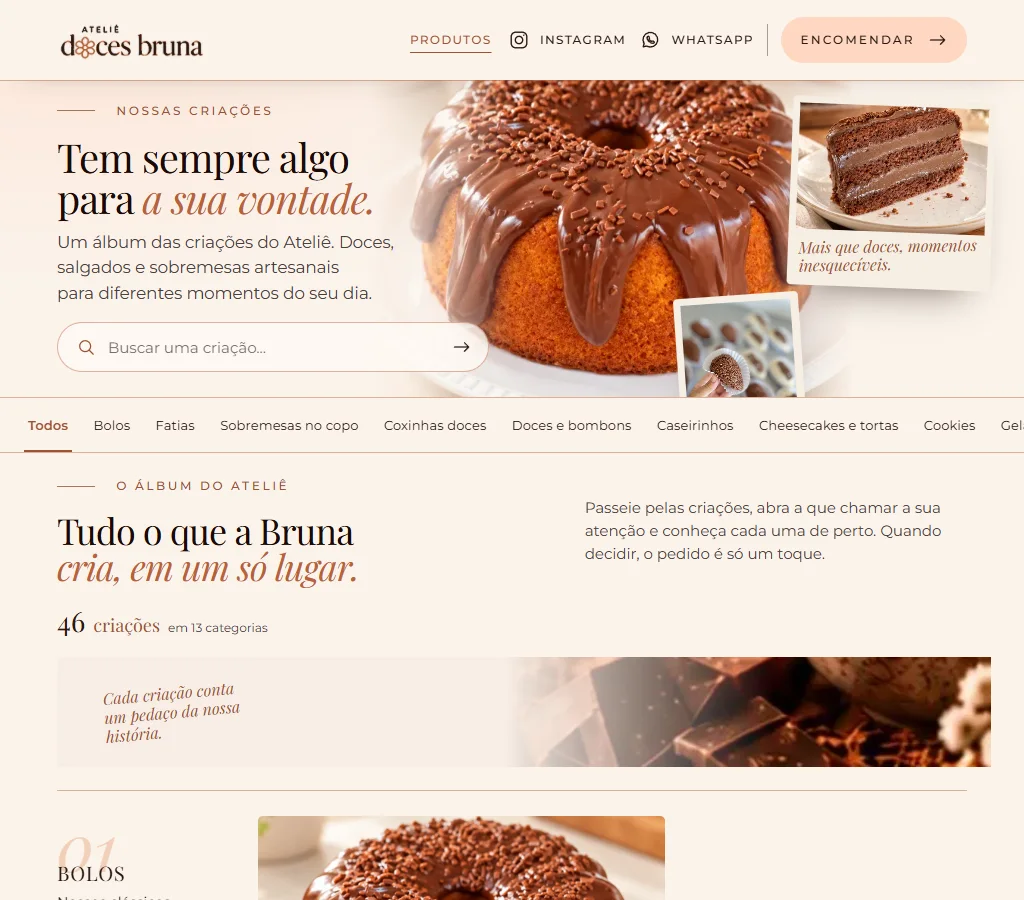 ATELIÊ
doces bruna
PRODUTOS
INSTAGRAM
WHATSAPP
ENCOMENDAR
NOSSAS CRIAÇÕES
Tem sempre algo
para a sua vontade.
Um álbum das criações do Ateliê. Doces,
salgados e sobremesas artesanais
para diferentes momentos do seu dia.
Buscar uma criação...
Mais que doces, momentos
inesquecíveis.
Todos
Bolos
Fatias
Sobremesas no copo
Coxinhas doces
Doces e bombons
Caseirinhos
Cheesecakes e tortas
Cookies
O ÁLBUM DO ATELIÊ
Tudo o que a Bruna
cria, em um só lugar.
Passeie pelas criações, abra a que chamar a sua
atenção e conheça cada uma de perto. Quando
decidir, o pedido é só um toque.
46 criações em 13 categorias
Cada criação conta
um pedaço da nossa
história.
01
BOLOS